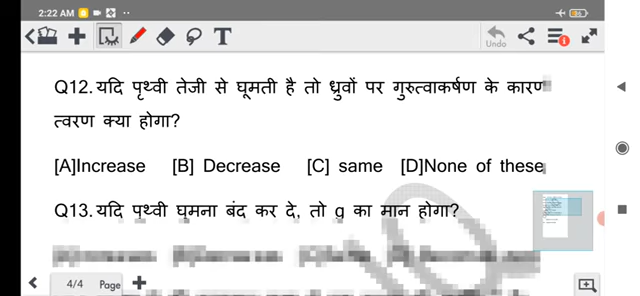 2:22 AM
Undo
Q12.यदि पृथ्वी तेजी से घूमती है तो ध्रुवों पर गुरुत्वाकर्षण के कारण
त्वरण क्या होगा?
[A]Increase [B] Decrease [C] same [D]None of these
Q13.यदि पृथ्वी घूमना बंद कर दे, तो g का मान होगा?
4/4 Page